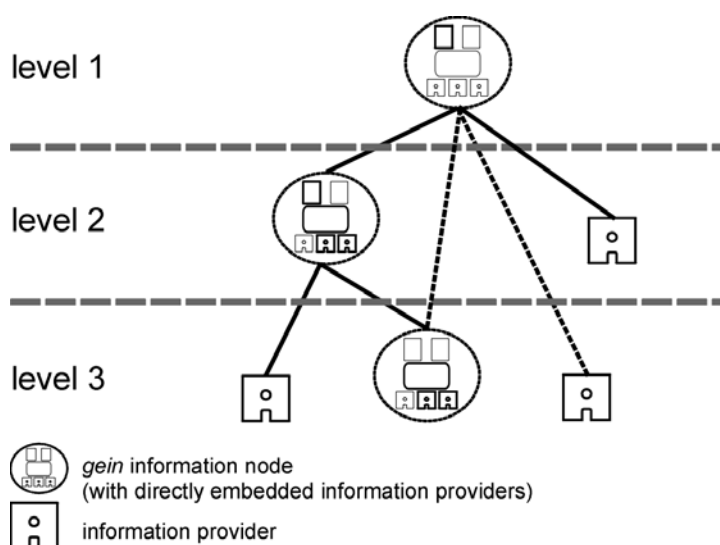 level 1
level 2
level 3
gein information node
(with directly embedded information providers)
information provider